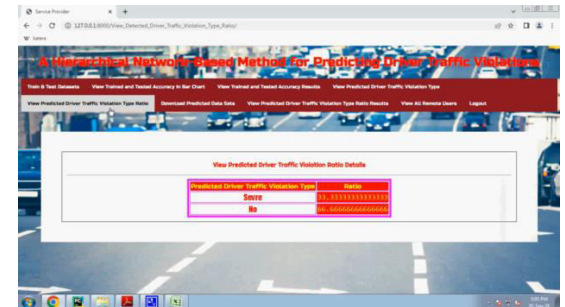 Service Provider
127.0.0.1:8000/View_Detected_Driver_Traffic_Violation_Type_Ratio/
A Hierarchical Network-Based Method for Predicting Driver Traffic Violations
Train & Test Datasets View Trained and Tested Accuracy in Bar Chart View Trained and Tested Accuracy Results View Predicted Driver Traffic Violation Type
View Predicted Driver Traffic Violation Type Ratio Download Predicted Data Sets View Predicted Driver Traffic Violation Type Ratio Results View All Remote Users Logout
View Predicted Driver Traffic Violation Ratio Details
Predicted Driver Traffic Violation Type Ratio
Sevre 33.33333333333333
No 66.66666666666666